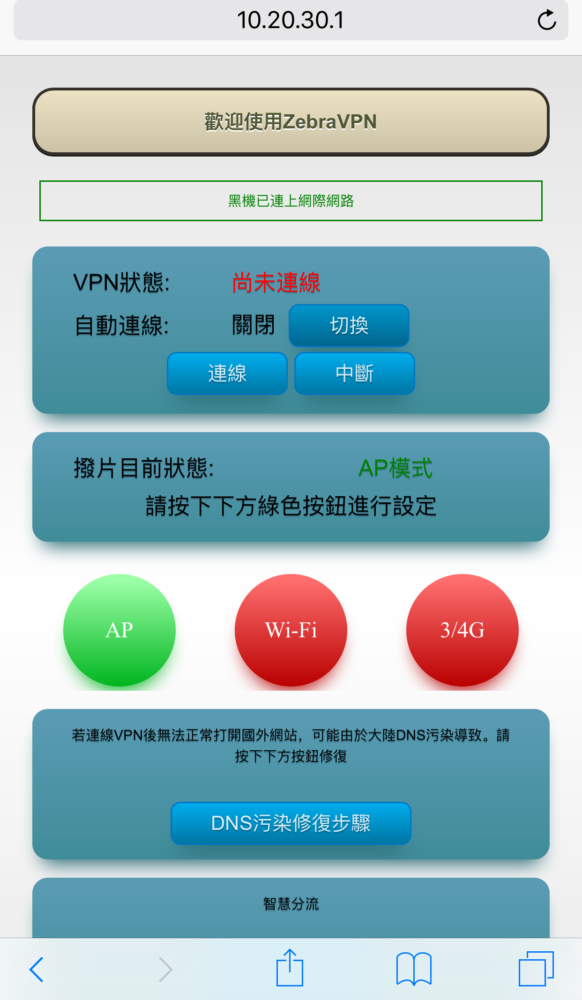 10.20.30.1
歡迎使用ZebraVPN
黑機已連上網際網路
VPN狀態: 尚未連線
自動連線: 關閉 切換
連線 中斷
撥片目前狀態: AP模式
請按下下方綠色按鈕進行設定
AP Wi-Fi 3/4G
若連線VPN後無法正常打開國外網站，可能由於大陸DNS污染導致。請
按下下方按鈕修復
DNS污染修復步驟
智慧分流